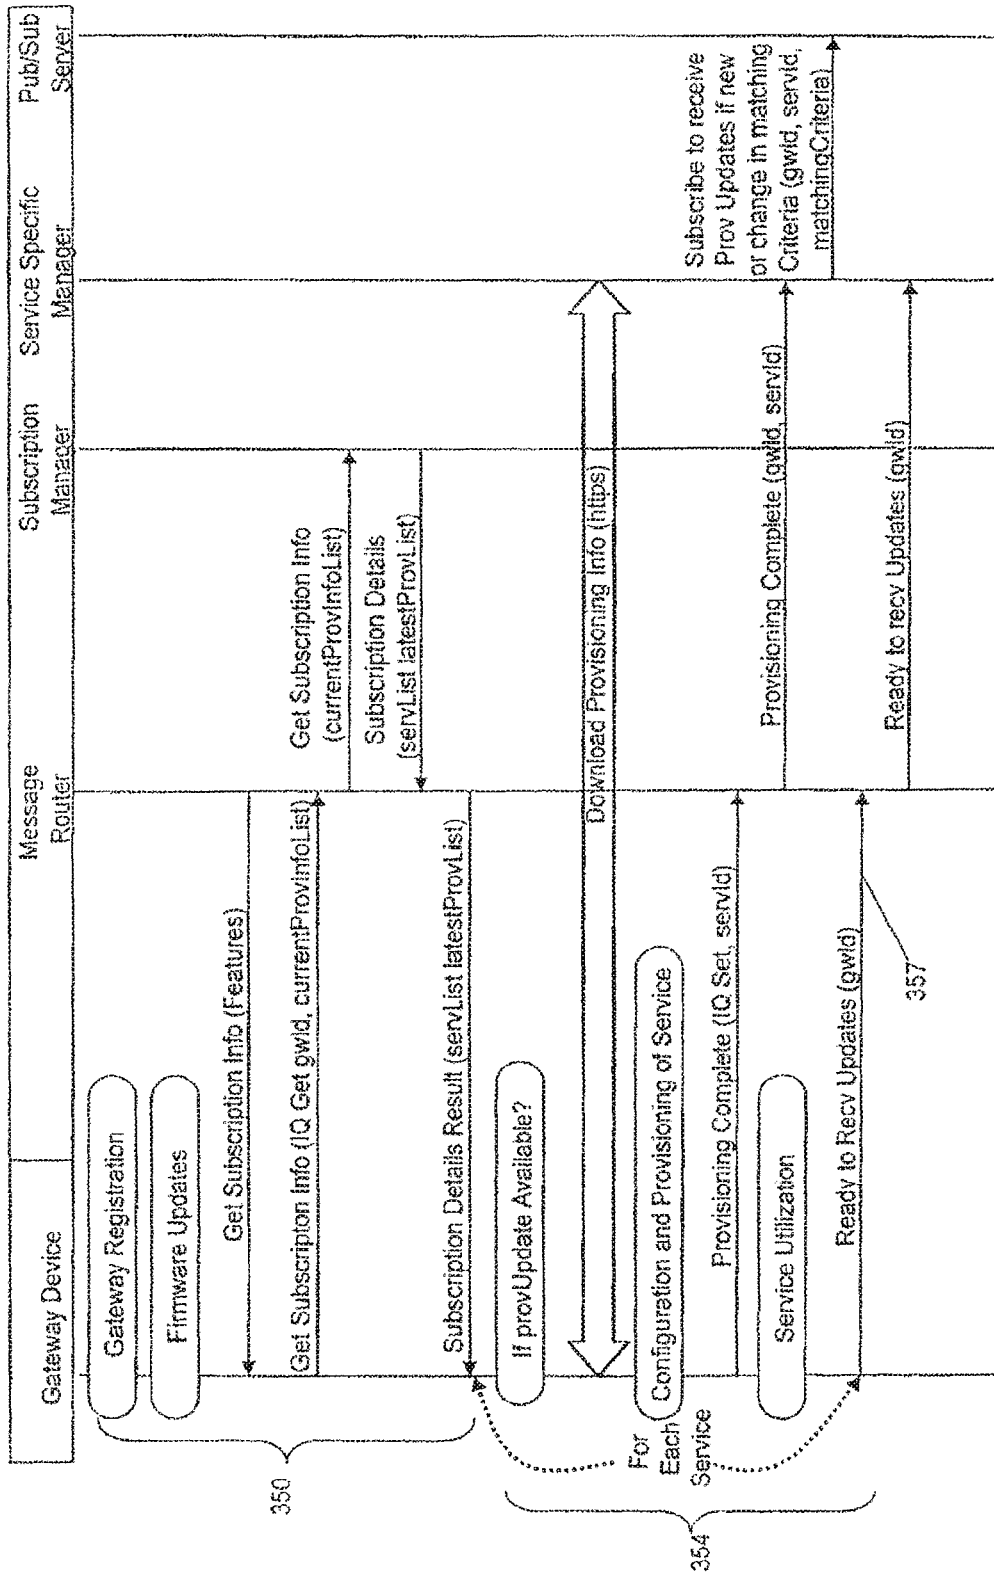 Gateway Device
Message
Router
Subscription
Manacer
Service Specific
Manager
Pub/Sub
Server
Gateway Registration
Firmware Updates
Get Subscription Info (Features)
Get Subscripton Info (IQ Get gwId, currentProvInfoList)
Get Subscription Info
(currentProvInfoList)
Subscription Details
(servList latestProvList)
Subscription Details Result (servList latestProvList)
350
If provUpdate Available?
Download Provisioning Info (https)
For
Each
Service
Configuration and Provisioning of Service
Provisioning Complete (IQ Set, servId)
Provisioning Complete (gwId, servId)
Subscribe to receive
Prov Updates if new
or change in matching
Criteria (gwId, servId,
matchingCriteria)
Service Utilization
Ready to Recv Updates (gwId)
Ready to recv Updates (gwId)
354
357